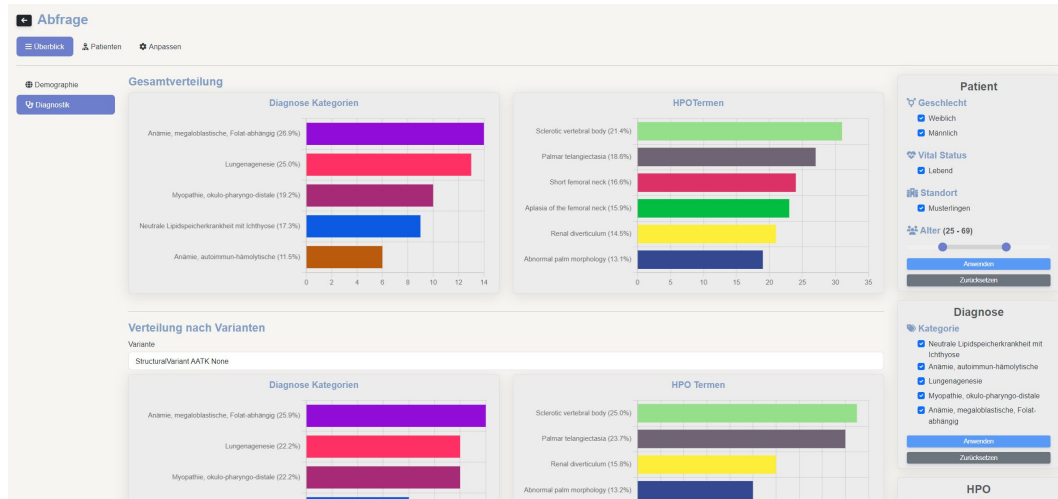 Abfrage
Überblick
Patienten
Anpassen
Demographie
Diagnostik
Gesamtverteilung
Diagnose Kategorien
Anämie, megaloblastische, Folat-abhängig (26.9%)
Lungenagenesie (25.0%)
Myopathie, okulo-pharyngo-distale (19.2%)
Neutrale Lipidspeicherkrankheit mit Ichthyose (17.3%)
Anämie, autoimmun-hämolytische (11.5%)
0 2 4 6 8 10 12 14
HPOTermen
Sclerotic vertebral body (21.4%)
Palmar telangiectasia (18.6%)
Short femoral neck (16.6%)
Aplasia of the femoral neck (15.9%)
Renal diverticulum (14.5%)
Abnormal palm morphology (13.1%)
0 5 10 15 20 25 30 35
Verteilung nach Varianten
Variante
StructuralVariant AATK None
Diagnose Kategorien
Anämie, megaloblastische, Folat-abhängig (25.9%)
Lungenagenesie (22.2%)
Myopathie, okulo-pharyngo-distale (22.2%)
HPO Termen
Sclerotic vertebral body (25.0%)
Palmar telangiectasia (23.7%)
Renal diverticulum (15.8%)
Abnormal palm morphology (13.2%)
Patient
Geschlecht
Weiblich
Männlich
Vital Status
Lebend
Standort
Musterlingen
Alter (25 - 69)
Anwenden
Zurücksetzen
Diagnose
Kategorie
Neutrale Lipidspeicherkrankheit mit
Ichthyose
Anämie, autoimmun-hämolytische
Lungenagenesie
Myopathie, okulo-pharyngo-distale
Anämie, megaloblastische, Folat-
abhängig
Anwenden
Zurücksetzen
HPO